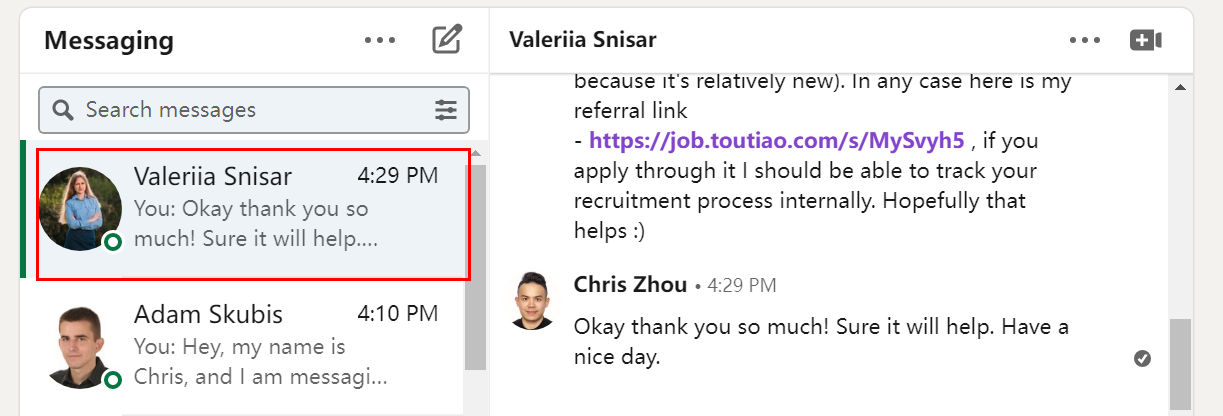 Messaging
Search messages
Valeriia Snisar 4:29 PM
You: Okay thank you so
much! Sure it will help....
Adam Skubis 4:10 PM
You: Hey, my name is
Chris, and I am messagi...
Valeriia Snisar
because it's relatively new). In any case here is my
referral link
- https://job.toutiao.com/s/MySvyh5 , if you
apply through it I should be able to track your
recruitment process internally. Hopefully that
helps :)
Chris Zhou • 4:29 PM
Okay thank you so much! Sure it will help. Have a
nice day.